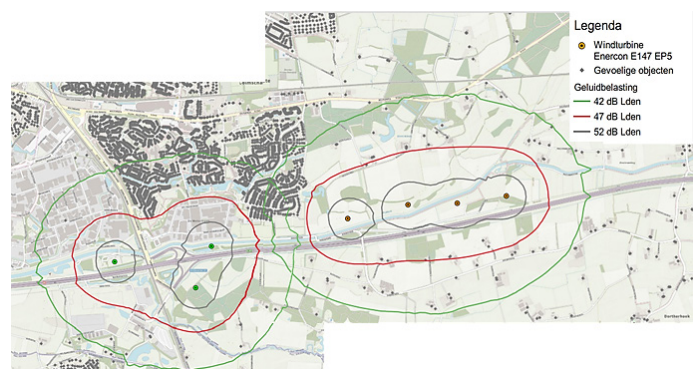 Legenda
Windturbine
Enercon E147 EP5
Gevoelige objecten
Geluidbelasting
42 dB Lden
47 dB Lden
52 dB Lden